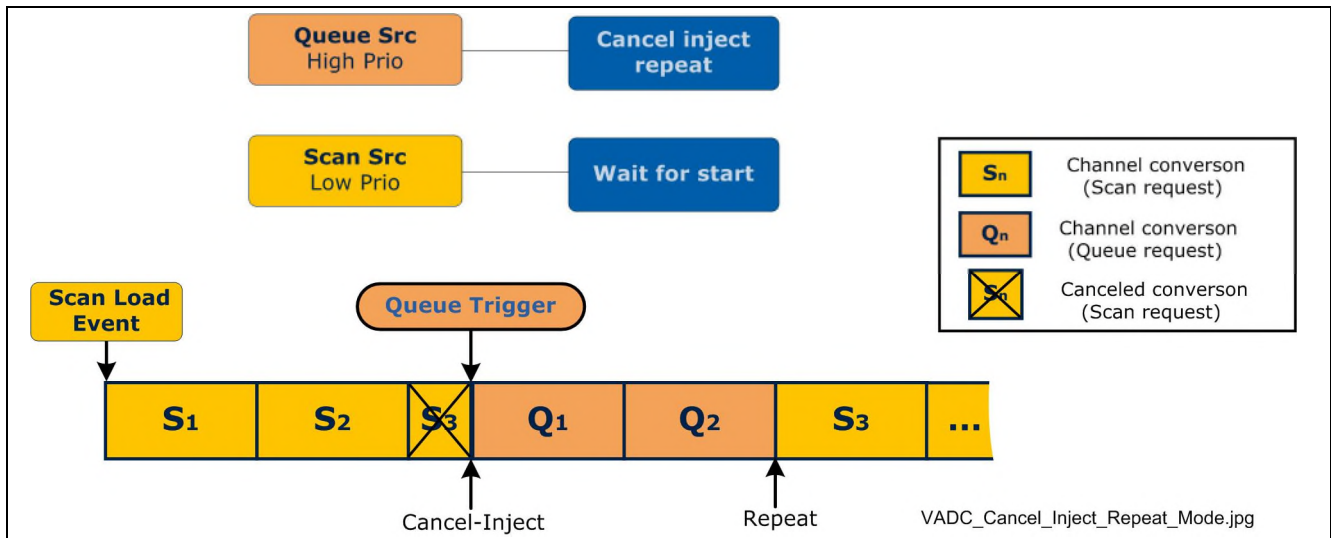 Queue Src
High Prio
Cancel inject
repeat
Scan Src
Low Prio
Wait for start
Sn
Channel converson
(Scan request)
Qn
Channel converson
(Queue request)
Sn
Canceled converson
(Scan request)
Scan Load
Event
Queue Trigger
S1
S2
S3
Q1
Q2
S3
...
Cancel-Inject
Repeat
VADC_Cancel_Inject_Repeat_Mode.jpg